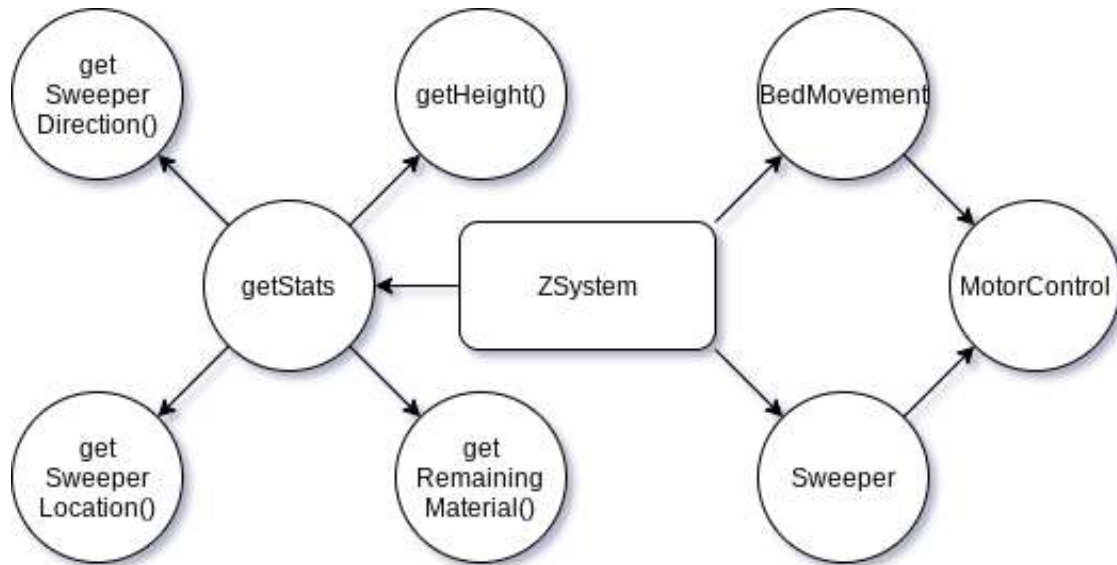 get
Sweeper
Direction()
getHeight()
BedMovement
getStats
ZSystem
MotorControl
get
Sweeper
Location()
get
Remaining
Material()
Sweeper